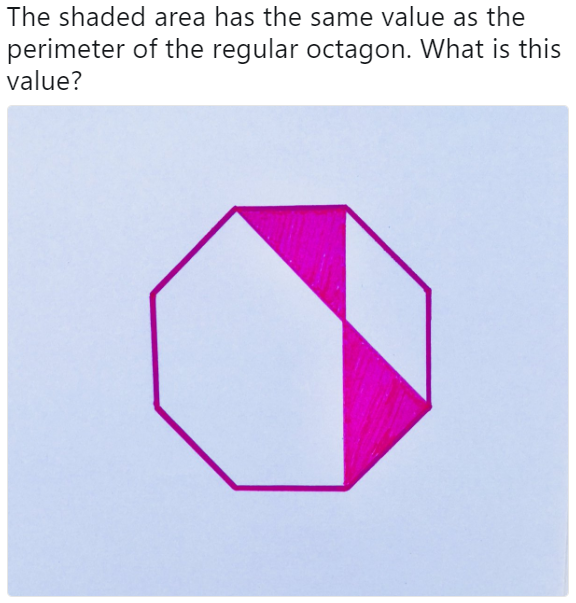 The shaded area has the same value as the
perimeter of the regular octagon. What is this
value?